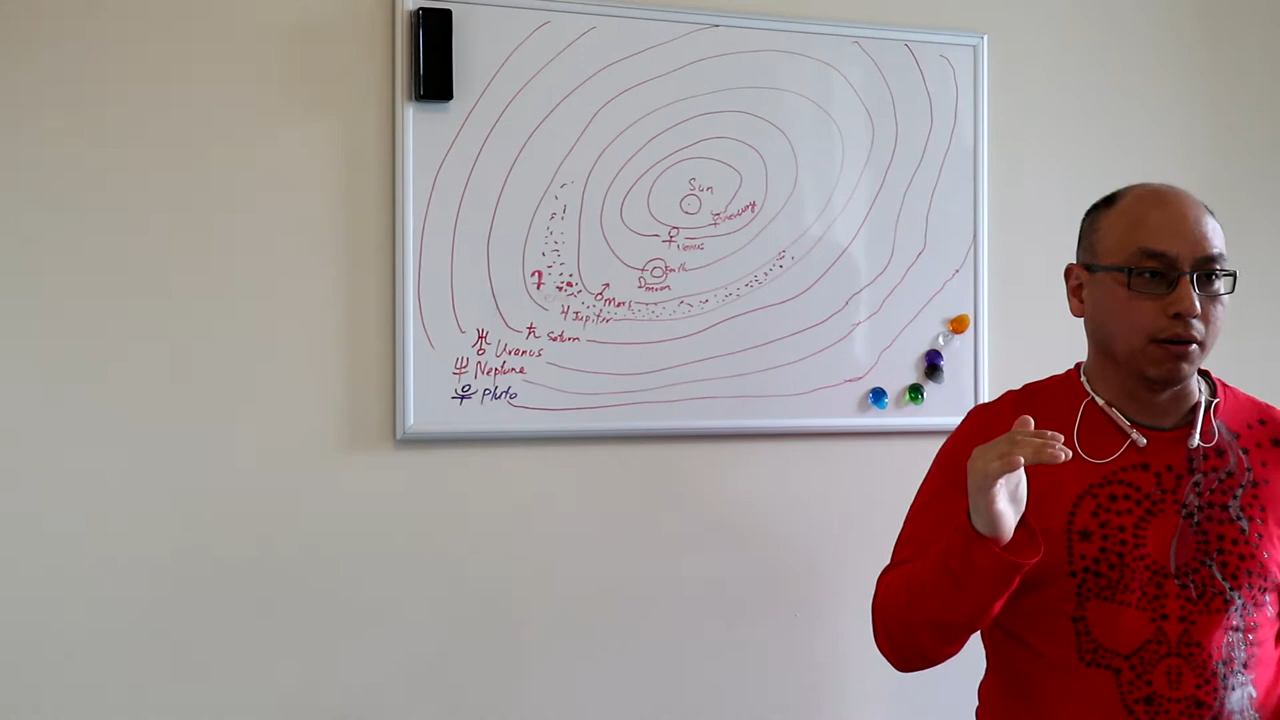 Sun
☿ mercury
♀ venus
Earth
moon
♂ Mars
♃ Jupiter
♄ Saturn
♅ Uranus
♆ Neptune
Pluto